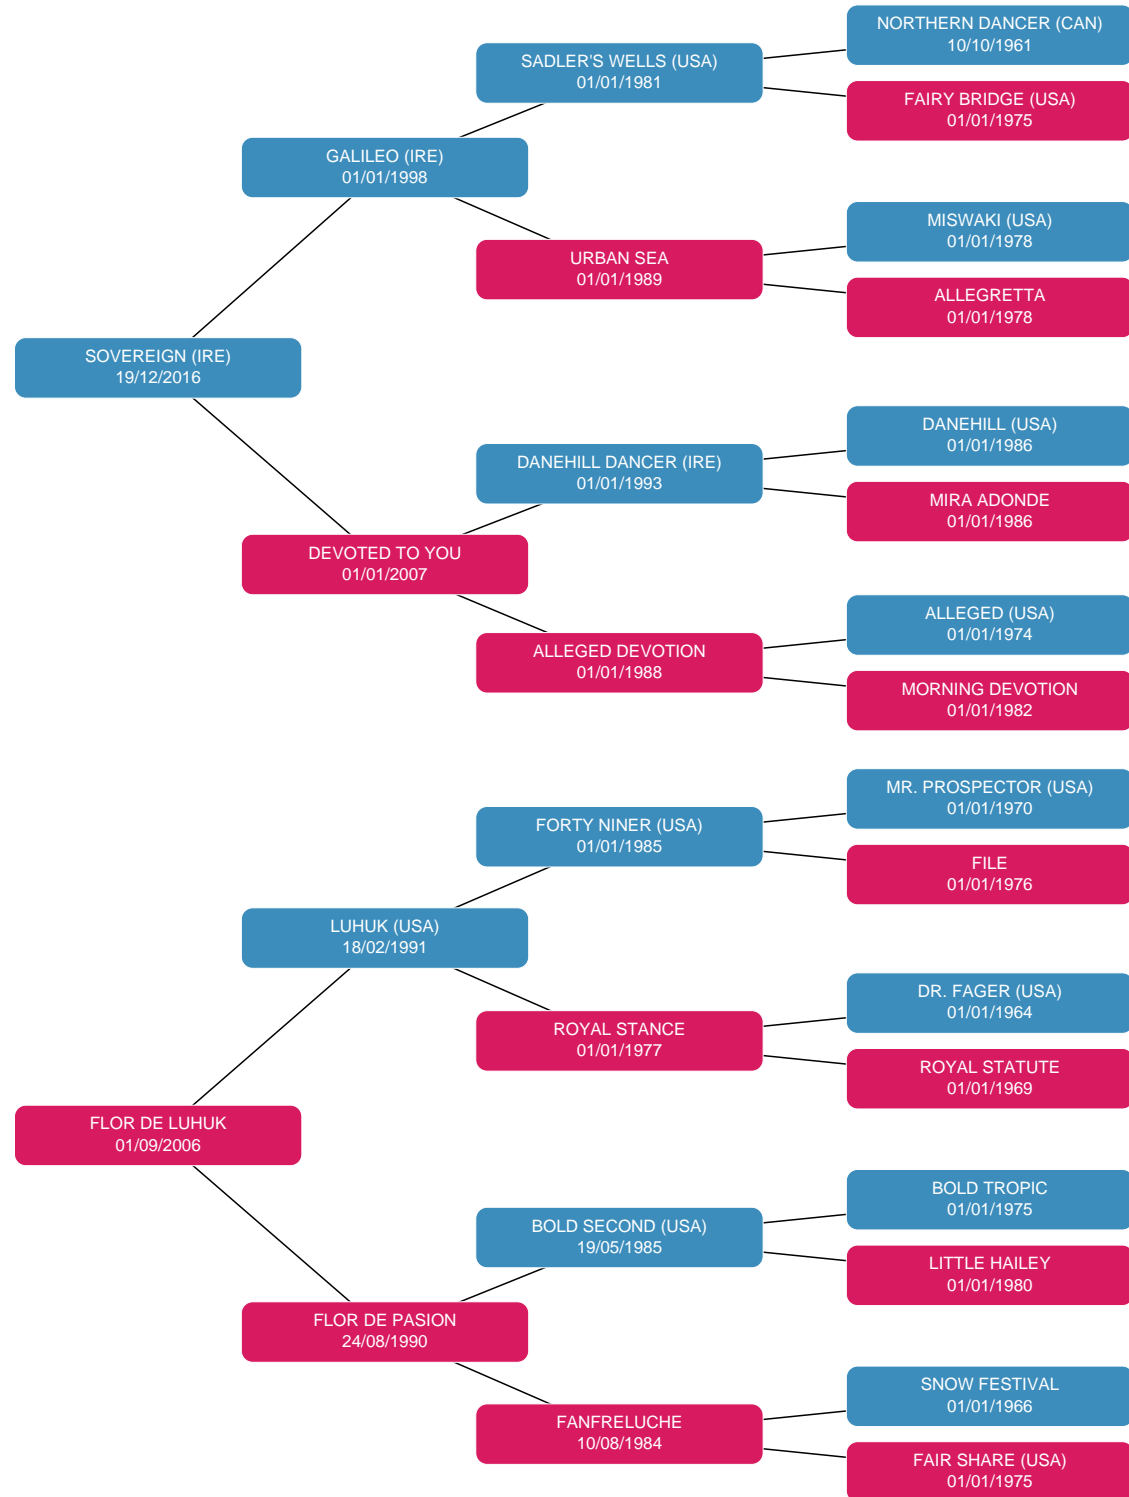 NORTHERN DANCER (CAN)
10/10/1961
SADLER'S WELLS (USA)
01/01/1981
FAIRY BRIDGE (USA)
01/01/1975
GALILEO (IRE)
01/01/1998
MISWAKI (USA)
01/01/1978
URBAN SEA
01/01/1989
ALLEGRETTA
01/01/1978
SOVEREIGN (IRE)
19/12/2016
DANEHILL (USA)
01/01/1986
DANEHILL DANCER (IRE)
01/01/1993
MIRA ADONDE
01/01/1986
DEVOTED TO YOU
01/01/2007
ALLEGED (USA)
01/01/1974
ALLEGED DEVOTION
01/01/1988
MORNING DEVOTION
01/01/1982
MR. PROSPECTOR (USA)
01/01/1970
FORTY NINER (USA)
01/01/1985
FILE
01/01/1976
LUHUK (USA)
18/02/1991
DR. FAGER (USA)
01/01/1964
ROYAL STANCE
01/01/1977
ROYAL STATUTE
01/01/1969
FLOR DE LUHUK
01/09/2006
BOLD TROPIC
01/01/1975
BOLD SECOND (USA)
19/05/1985
LITTLE HAILEY
01/01/1980
FLOR DE PASION
24/08/1990
SNOW FESTIVAL
01/01/1966
FANFRELUCHE
10/08/1984
FAIR SHARE (USA)
01/01/1975